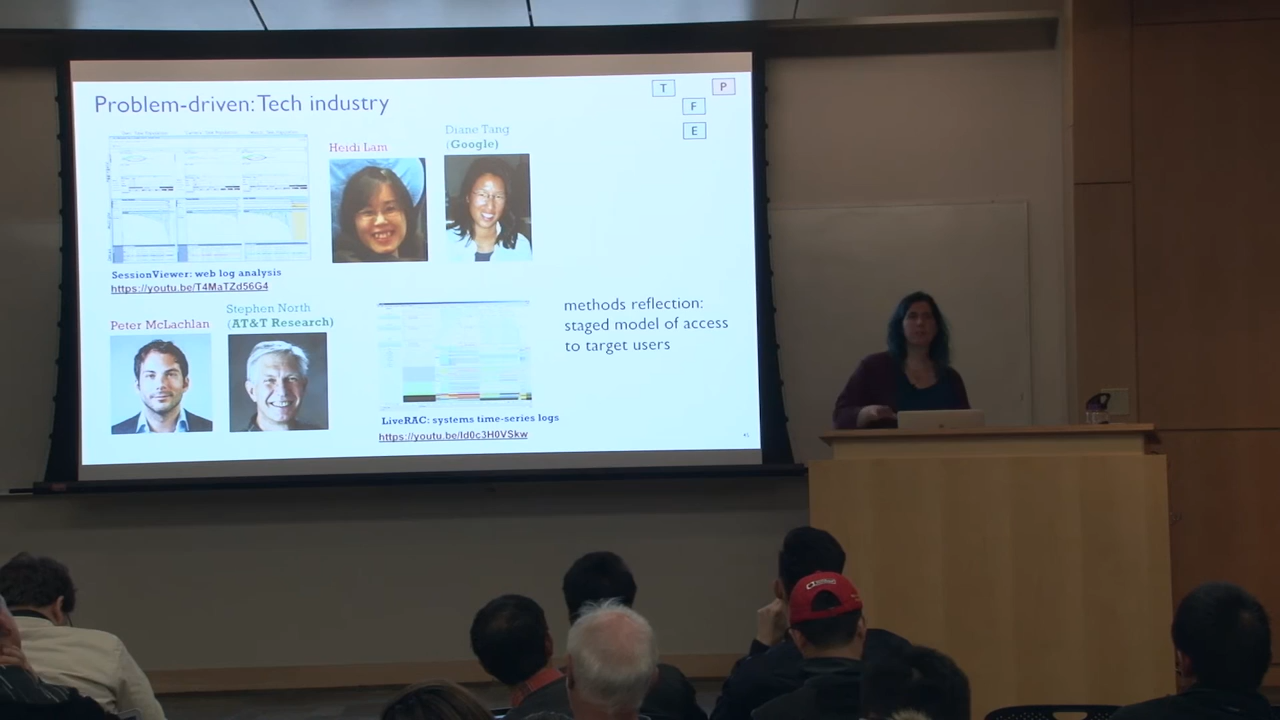 Problem-driven: Tech industry
T
P
F
E
Heidi Lam
Diane Tang
(Google)
SessionViewer: web log analysis
https://youtu.be/T4MaTZd56G4
Peter McLachlan
Stephen North
(AT&T Research)
LiveRAC: systems time-series logs
https://youtu.be/ld0c3H0VSkw
methods reflection:
staged model of access
to target users